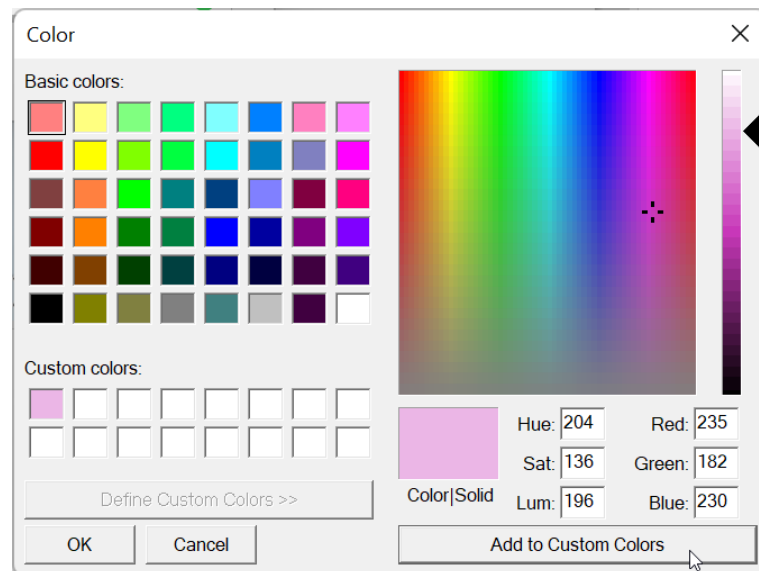 Color
Basic colors:
Custom colors:
Define Custom Colors >>
OK Cancel
Color|Solid
Hue: 204 Red: 235
Sat: 136 Green: 182
Lum: 196 Blue: 230
Add to Custom Colors